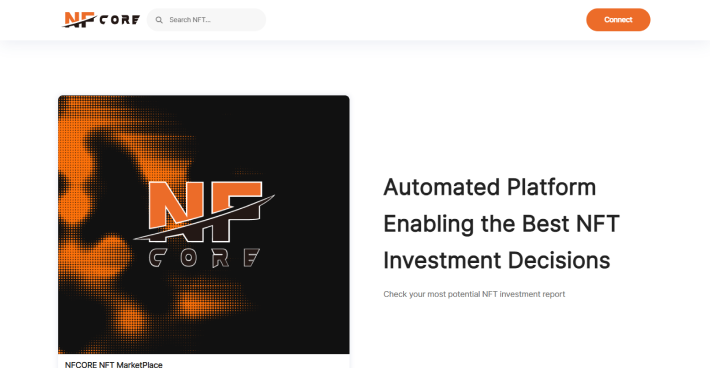 NF CORE
Search NFT...
Connect
NF
CORE
Automated Platform
Enabling the Best NFT
Investment Decisions
Check your most potential NFT investment report
NFCORE NFT MarketPlace